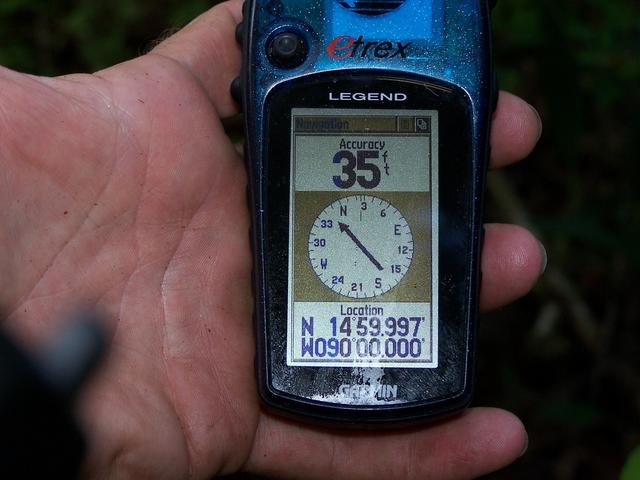 etrex
LEGEND
Navigation
Accuracy
35 ft
N 3 6 E 12 15 S 21 24 W 30 33
Location
N 14°59.997'
W090°00.000'
GARMIN